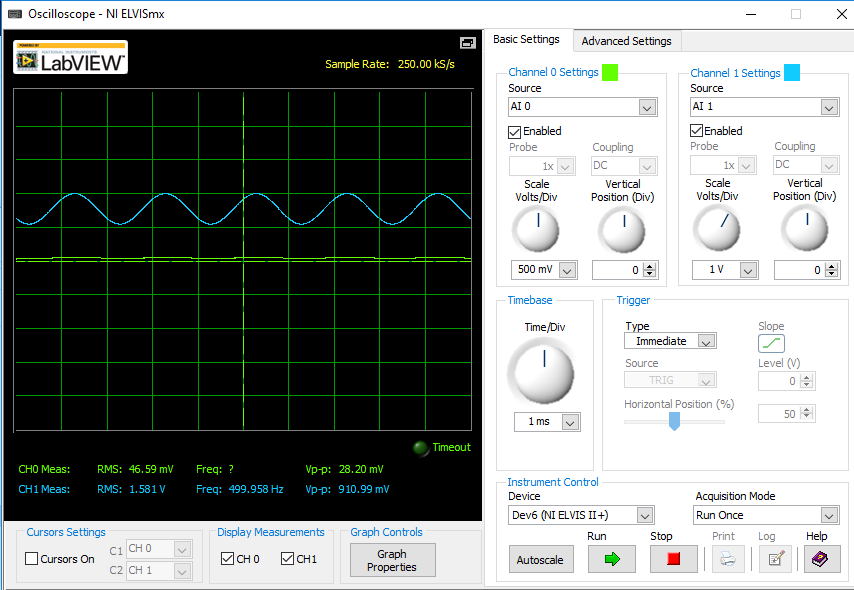 Oscilloscope - NI ELVISmx
POWERED BY
NATIONAL INSTRUMENTS
LabVIEW™
Sample Rate: 250.00 kS/s
Timeout
CH0 Meas: RMS: 46.59 mV Freq: ? Vp-p: 28.20 mV
CH1 Meas: RMS: 1.581 V Freq: 499.958 Hz Vp-p: 910.99 mV
Cursors Settings
Cursors On
C1 CH 0
C2 CH 1
Display Measurements
CH 0 CH1
Graph Controls
Graph
Properties
Basic Settings Advanced Settings
Channel 0 Settings
Source
AI 0
Enabled
Probe Coupling
1x DC
Scale Vertical
Volts/Div Position (Div)
500 mV 0
Channel 1 Settings
Source
AI 1
Enabled
Probe Coupling
1x DC
Scale Vertical
Volts/Div Position (Div)
1 V 0
Timebase
Time/Div
1 ms
Trigger
Type Slope
Immediate
Source Level (V)
TRIG 0
Horizontal Position (%)
50
Instrument Control
Device Acquisition Mode
Dev6 (NI ELVIS II+) Run Once
Run Stop Print Log Help
Autoscale